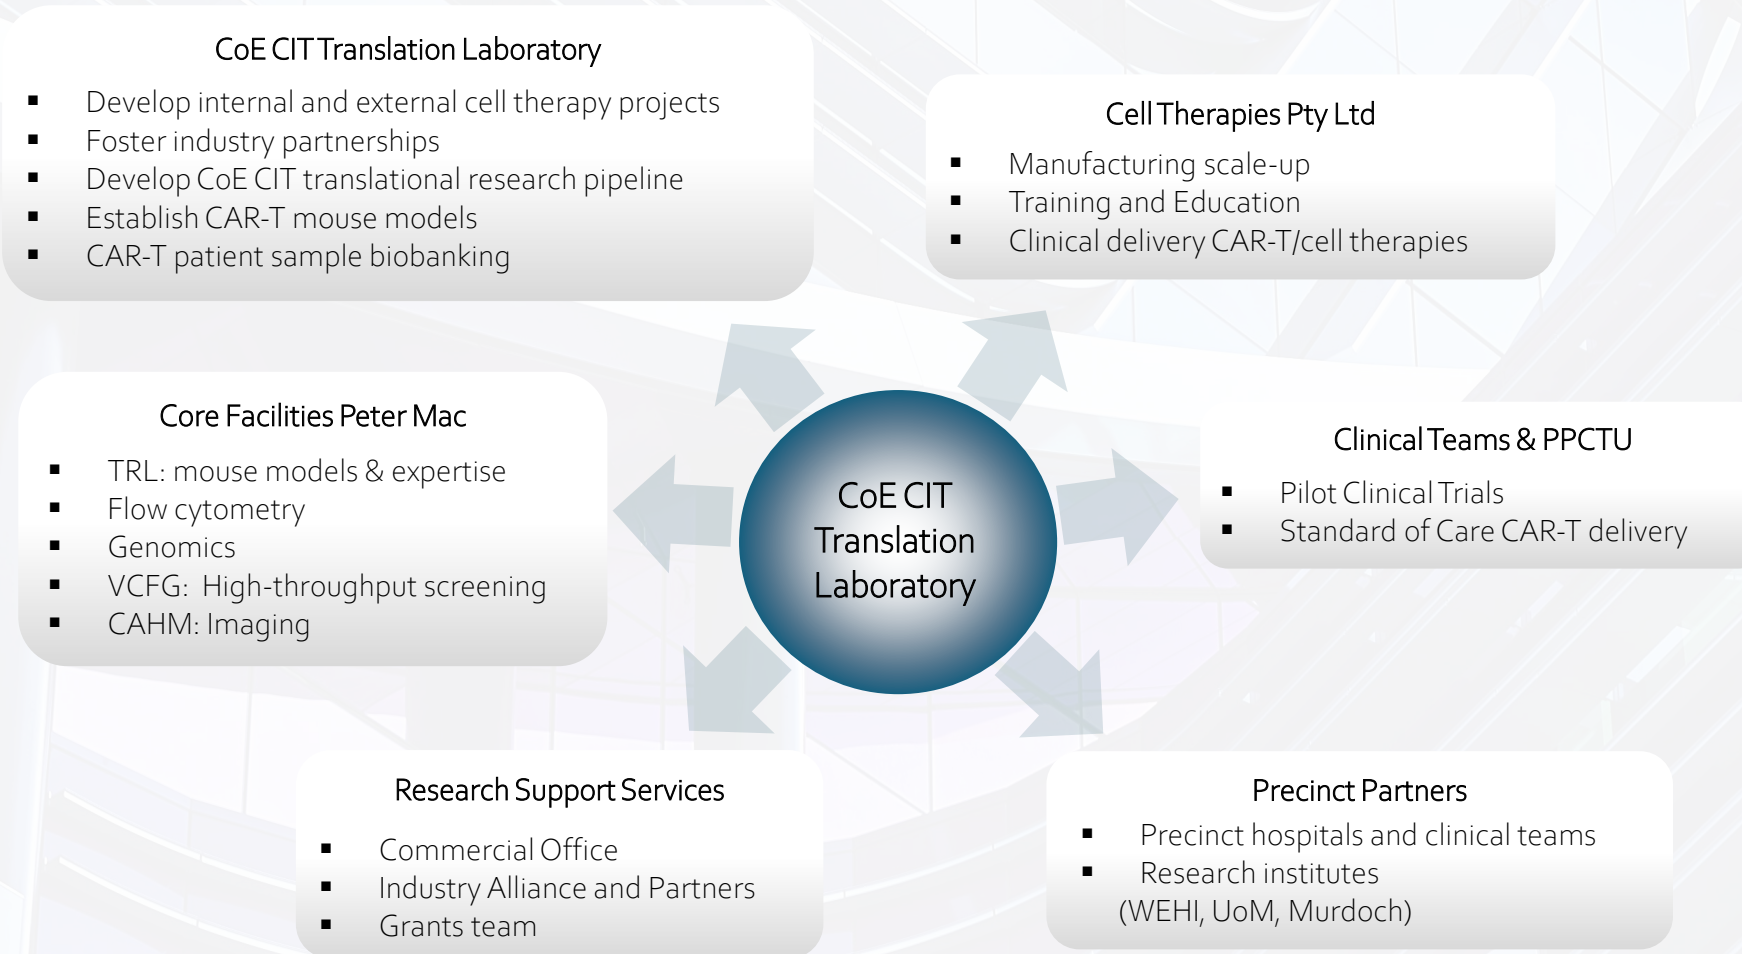 CoE CIT Translation Laboratory
▪ Develop internal and external cell therapy projects
▪ Foster industry partnerships
▪ Develop CoE CIT translational research pipeline
▪ Establish CAR-T mouse models
▪ CAR-T patient sample biobanking
Cell Therapies Pty Ltd
▪ Manufacturing scale-up
▪ Training and Education
▪ Clinical delivery CAR-T/cell therapies
Core Facilities Peter Mac
▪ TRL: mouse models & expertise
▪ Flow cytometry
▪ Genomics
▪ VCFG: High-throughput screening
▪ CAHM: Imaging
CoE CIT
Translation
Laboratory
Clinical Teams & PPCTU
▪ Pilot Clinical Trials
▪ Standard of Care CAR-T delivery
Research Support Services
▪ Commercial Office
▪ Industry Alliance and Partners
▪ Grants team
Precinct Partners
▪ Precinct hospitals and clinical teams
▪ Research institutes
(WEHI, UoM, Murdoch)